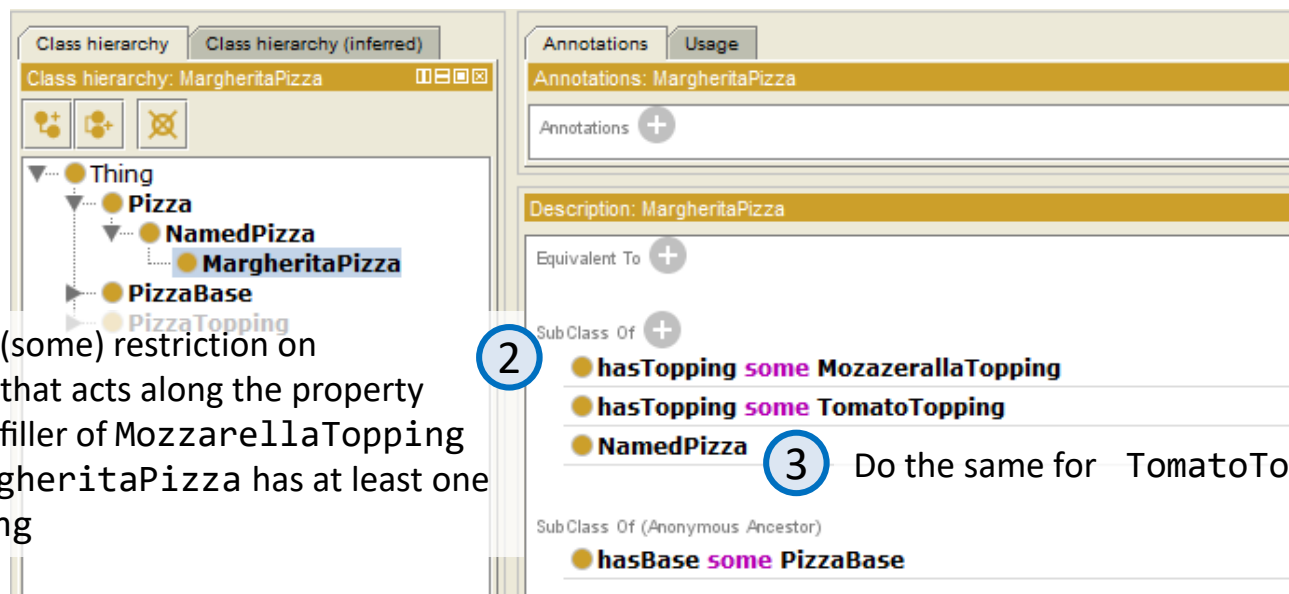 Class hierarchy
Class hierarchy (inferred)
Class hierarchy: MargheritaPizza
Thing
Pizza
NamedPizza
MargheritaPizza
PizzaBase
PizzaTopping
(some) restriction on
that acts along the property
filler of MozzarellaTopping
gheritaPizza has at least one
ng
Annotations
Usage
Annotations: MargheritaPizza
Annotations
Description: MargheritaPizza
Equivalent To
SubClass Of
2
hasTopping some MozazerallaTopping
hasTopping some TomatoTopping
NamedPizza
3 Do the same for TomatoTo
SubClass Of (Anonymous Ancestor)
hasBase some PizzaBase